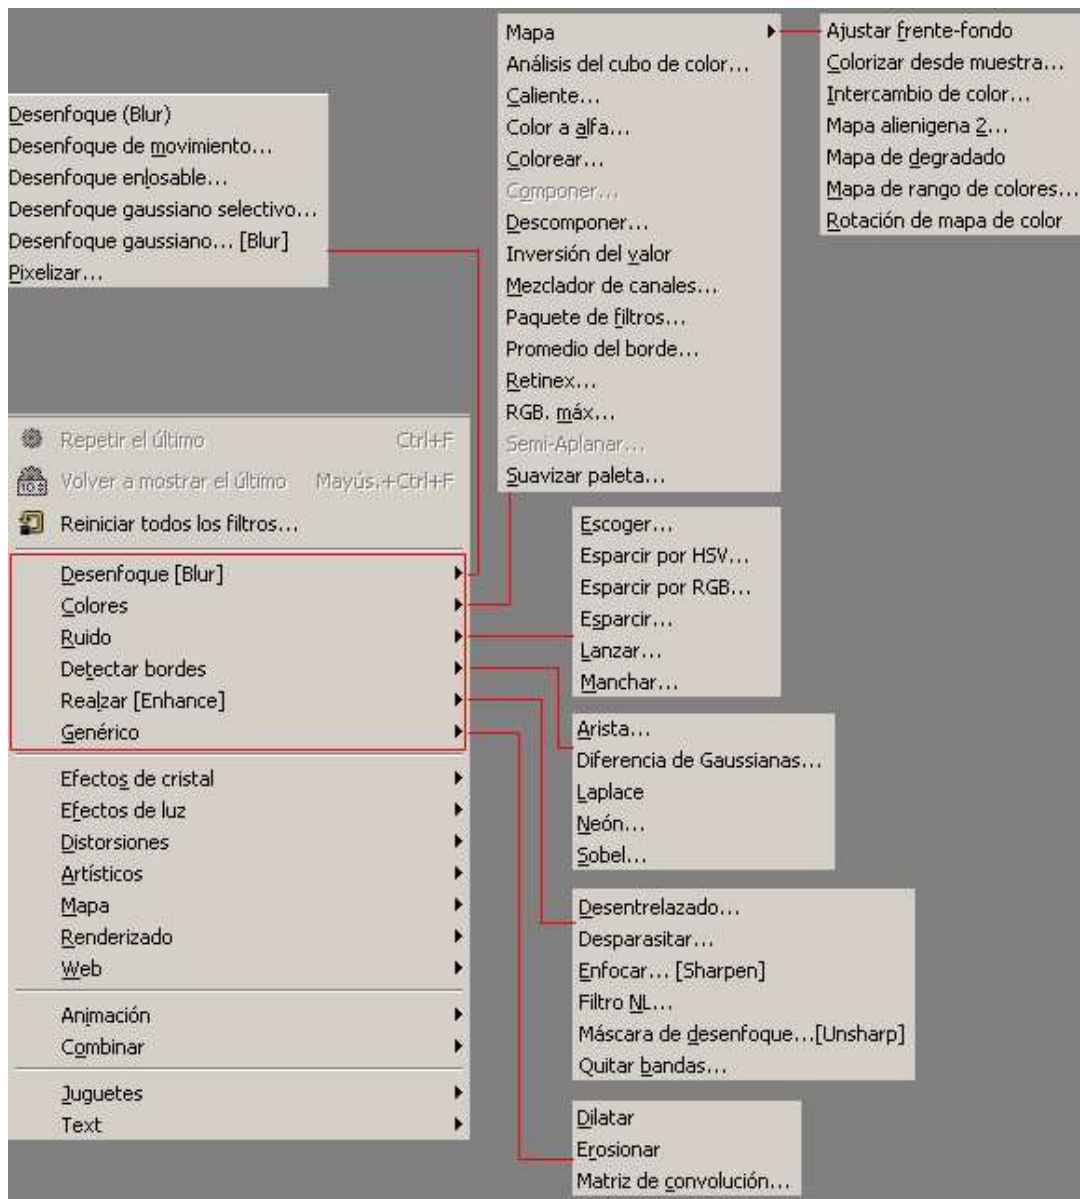 Desenfoque (Blur)
Desenfoque de movimiento...
Desenfoque enlosable...
Desenfoque gaussiano selectivo...
Desenfoque gaussiano... [Blur]
Pixelizar...
Mapa
Análisis del cubo de color...
Caliente...
Color a alfa...
Colorear...
Componer...
Descomponer...
Inversión del valor
Mezclador de canales...
Paquete de filtros...
Promedio del borde...
Retinex...
RGB. máx...
Semi-Aplanar...
Suavizar paleta...
Ajustar frente-fondo
Colorizar desde muestra...
Intercambio de color...
Mapa alienigena 2...
Mapa de degradado
Mapa de rango de colores...
Rotación de mapa de color
Repetir el último Ctrl+F
Volver a mostrar el último Mayús.+Ctrl+F
Reiniciar todos los filtros...
Desenfoque [Blur]
Colores
Ruido
Detectar bordes
Realzar [Enhance]
Genérico
Efectos de cristal
Efectos de luz
Distorsiones
Artísticos
Mapa
Renderizado
Web
Animación
Combinar
Juguetes
Text
Escoger...
Esparcir por HSV...
Esparcir por RGB...
Esparcir...
Lanzar...
Manchar...
Arista...
Diferencia de Gaussianas...
Laplace
Neón...
Sobel...
Desentrelazado...
Desparasitar...
Enfocar... [Sharpen]
Filtro NL...
Máscara de desenfoque...[Unsharp]
Quitar bandas...
Dilatar
Erosionar
Matriz de convolución...